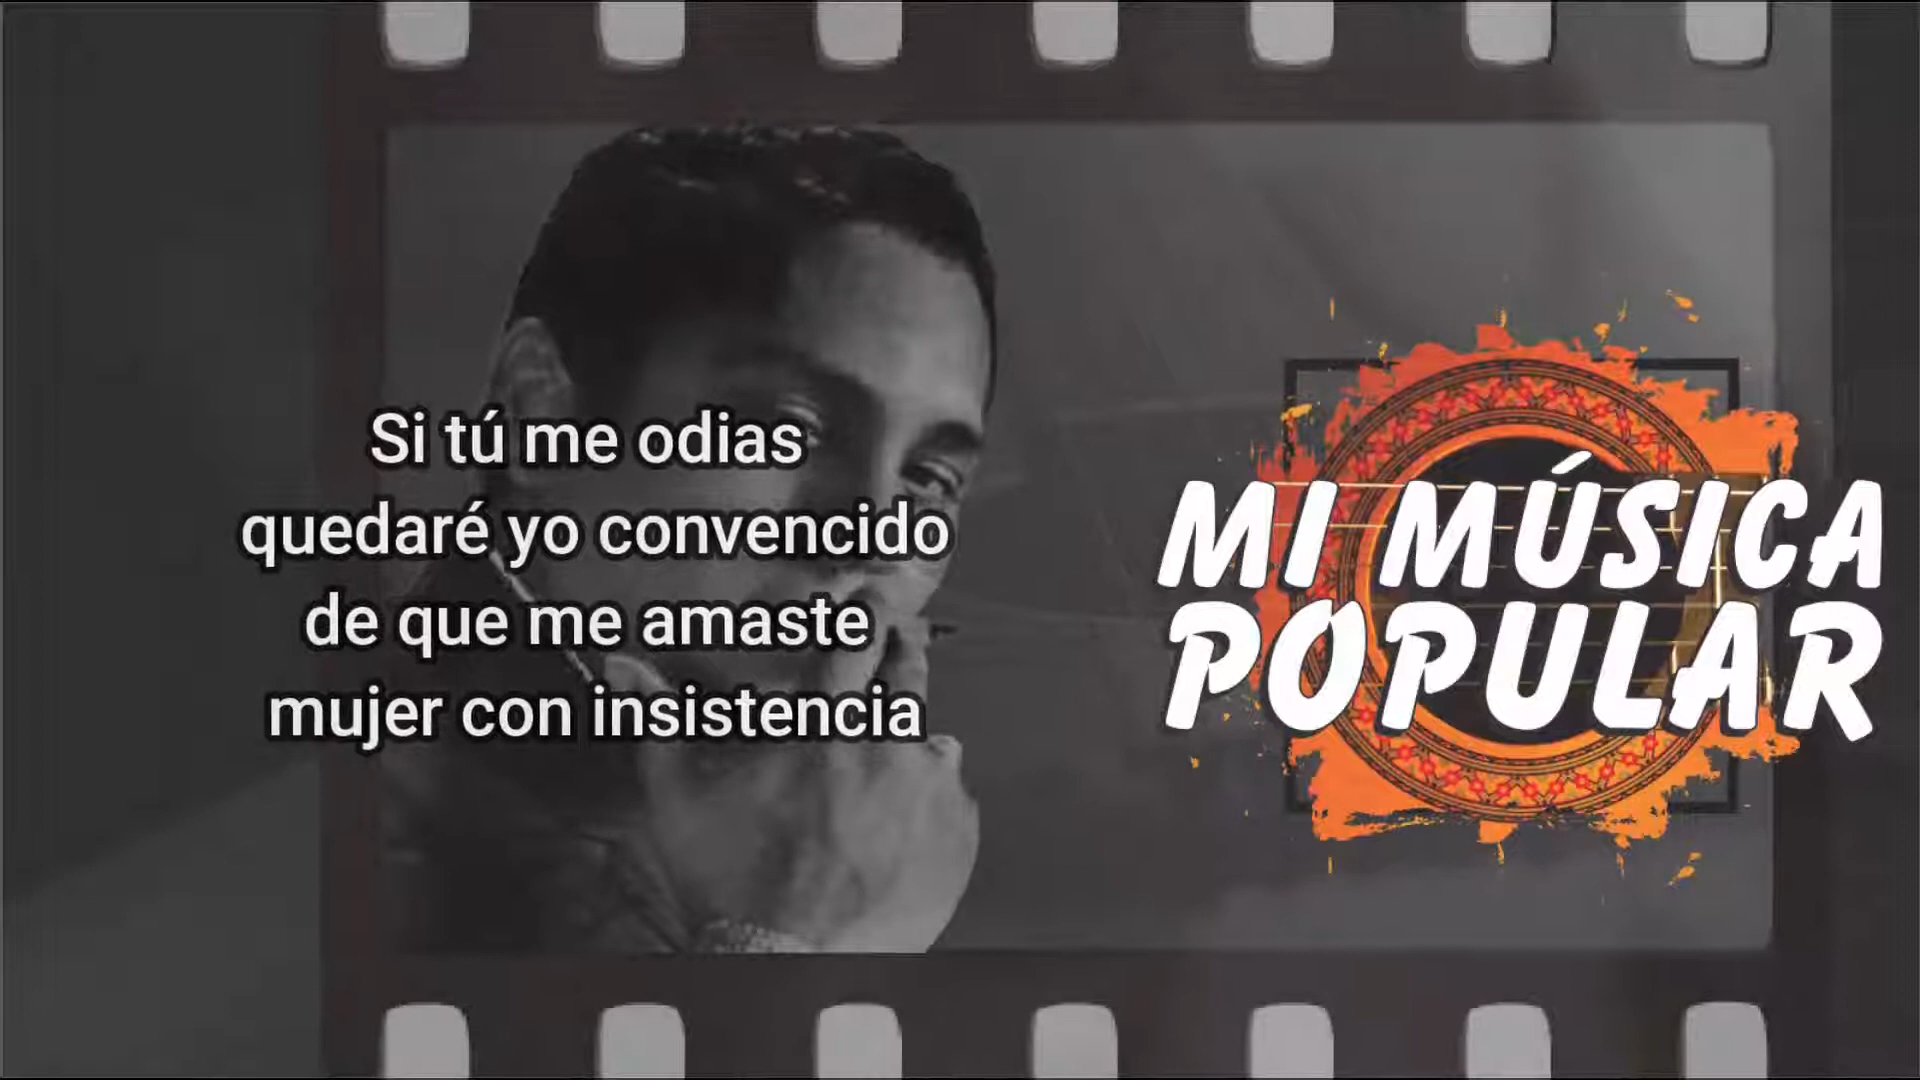 Si tú me odias
quedaré yo convencido
de que me amaste
mujer con insistencia
MI MÚSICA
POPULAR